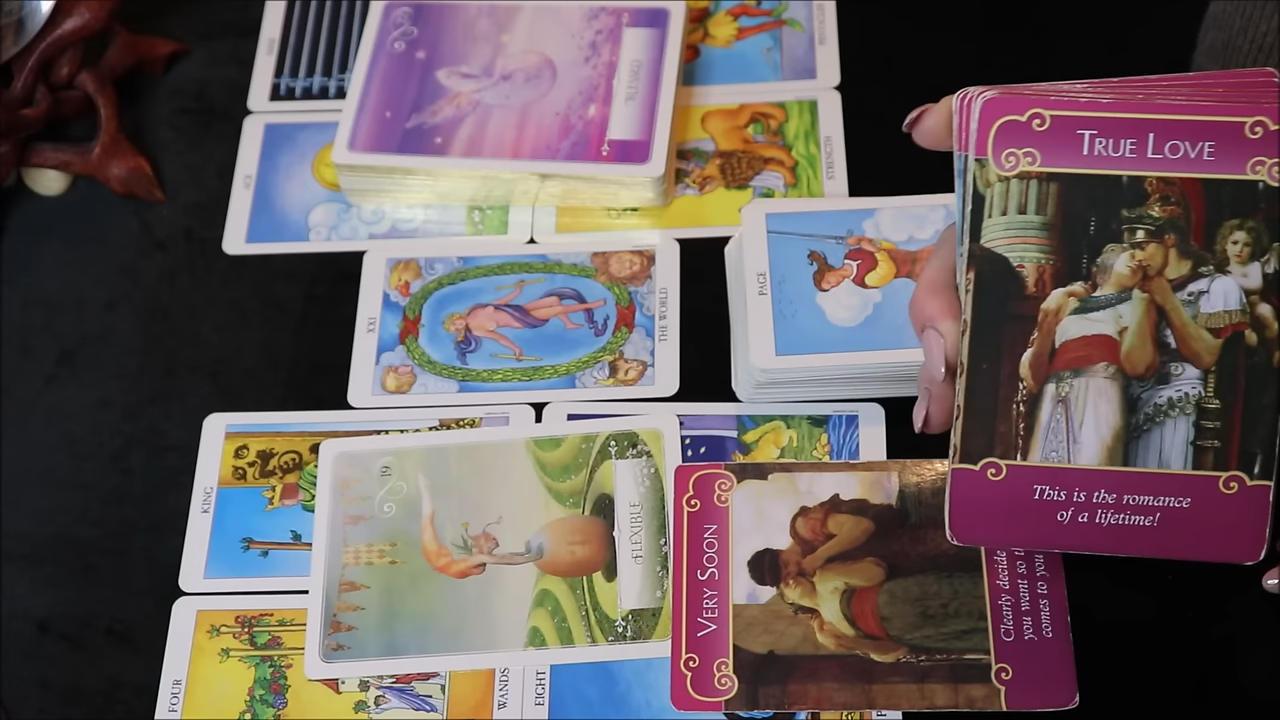 TRUE LOVE
This is the romance
of a lifetime!
ACE
STRENGTH
PAGE
XXI
THE WORLD
KING
19
FLEXIBLE
VERY SOON
Clearly decide
you want so
comes to you
FOUR
WANDS
EIGHT